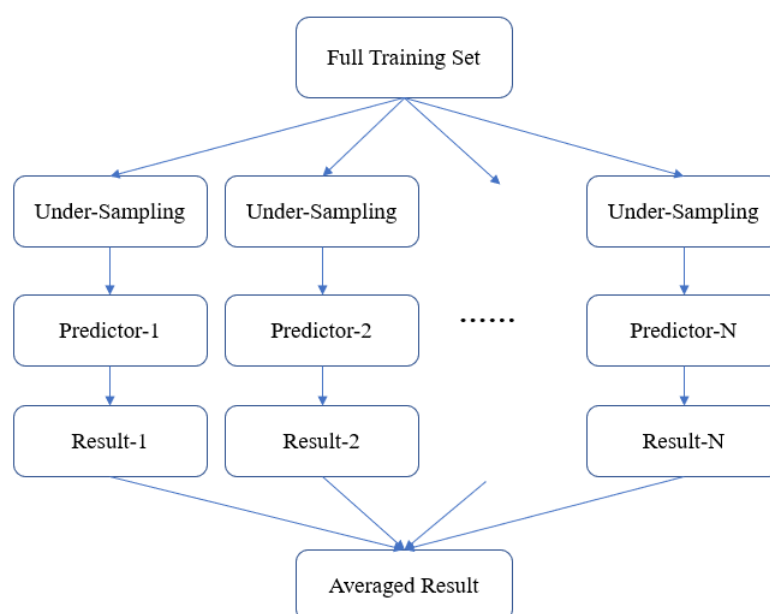 Full Training Set
Under-Sampling
Under-Sampling
Under-Sampling
Predictor-1
Predictor-2
......
Predictor-N
Result-1
Result-2
Result-N
Averaged Result